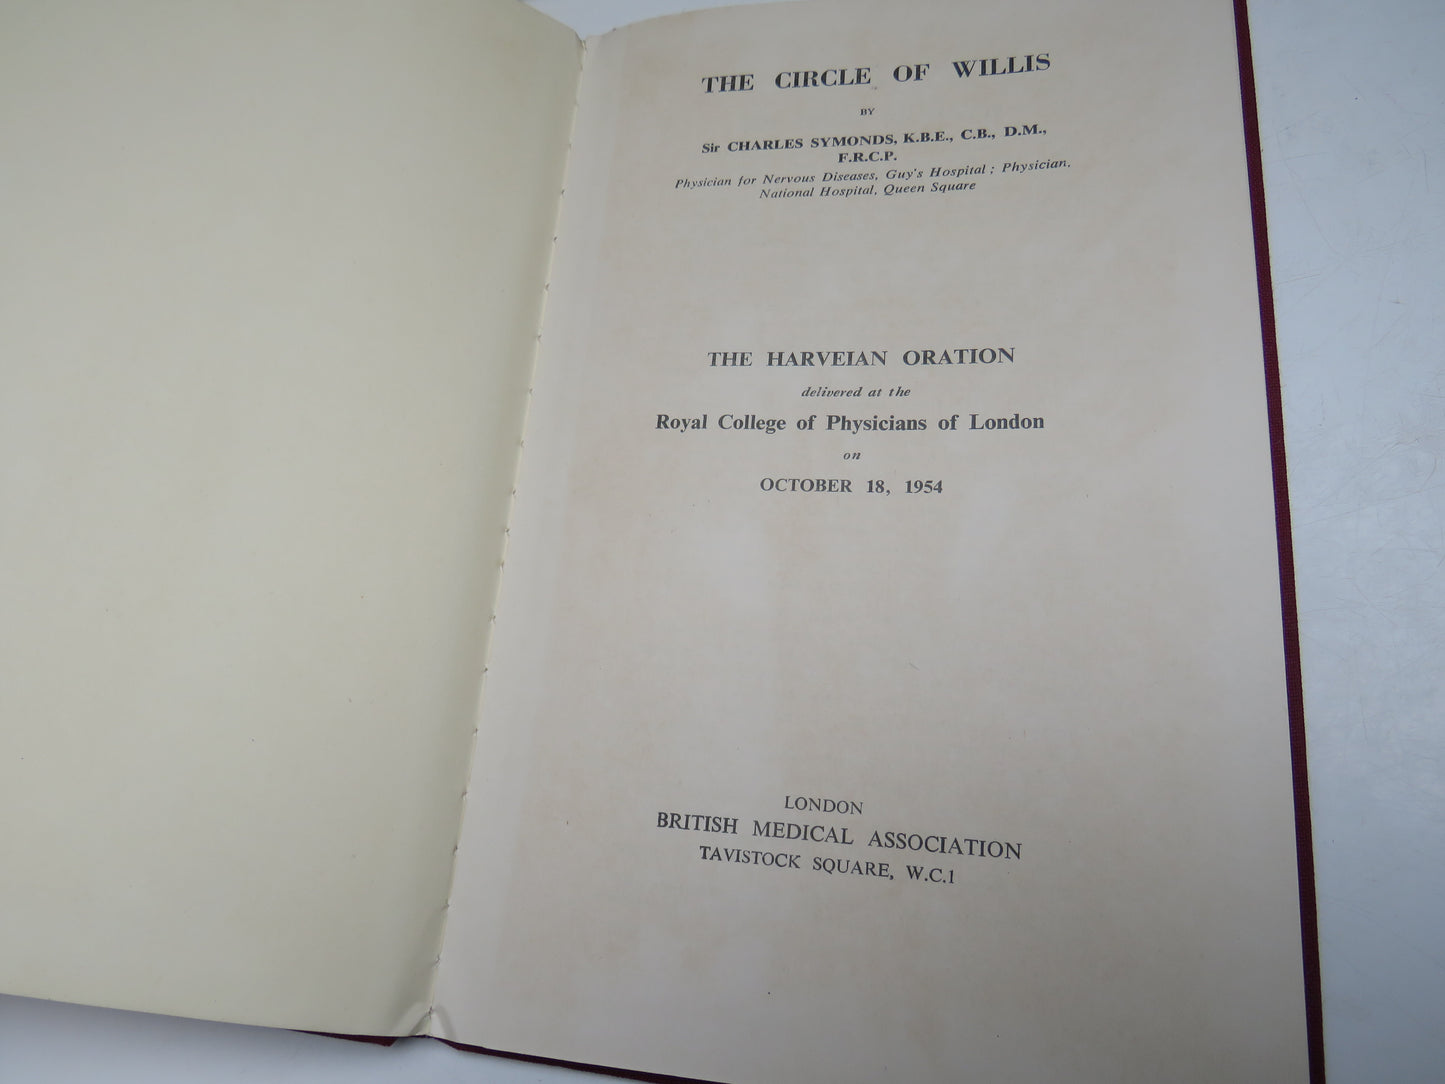 THE CIRCLE OF WILLIS
BY
Sir CHARLES SYMONDS, K.B.E., C.B., D.M.,
F.R.C.P.
Physician for Nervous Diseases, Guy's Hospital ; Physician,
National Hospital, Queen Square
THE HARVEIAN ORATION
delivered at the
Royal College of Physicians of London
on
OCTOBER 18, 1954
LONDON
BRITISH MEDICAL ASSOCIATION
TAVISTOCK SQUARE, W.C.1